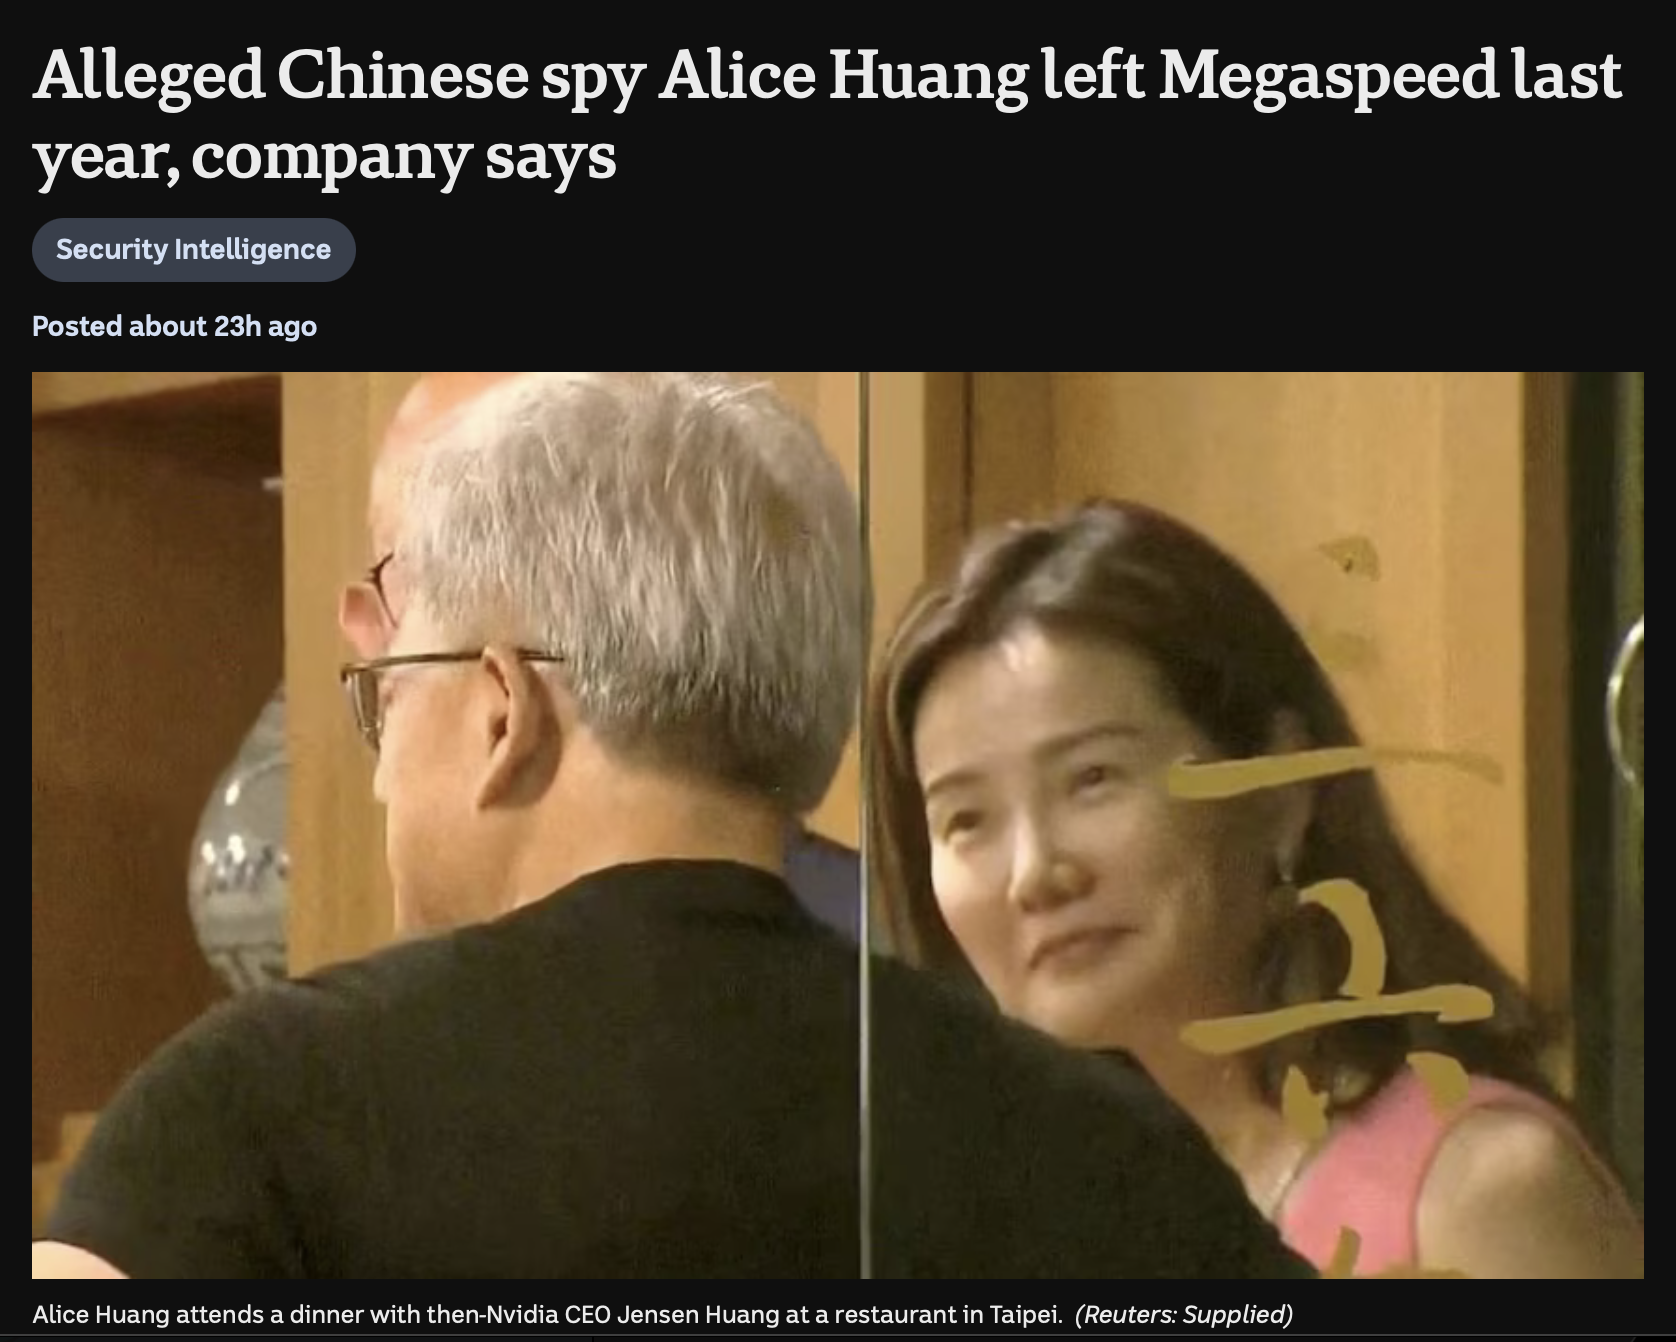 Alleged Chinese spy Alice Huang left Megaspeed last
year, company says
Security Intelligence
Posted about 23h ago
Alice Huang attends a dinner with then-Nvidia CEO Jensen Huang at a restaurant in Taipei. (Reuters: Supplied)